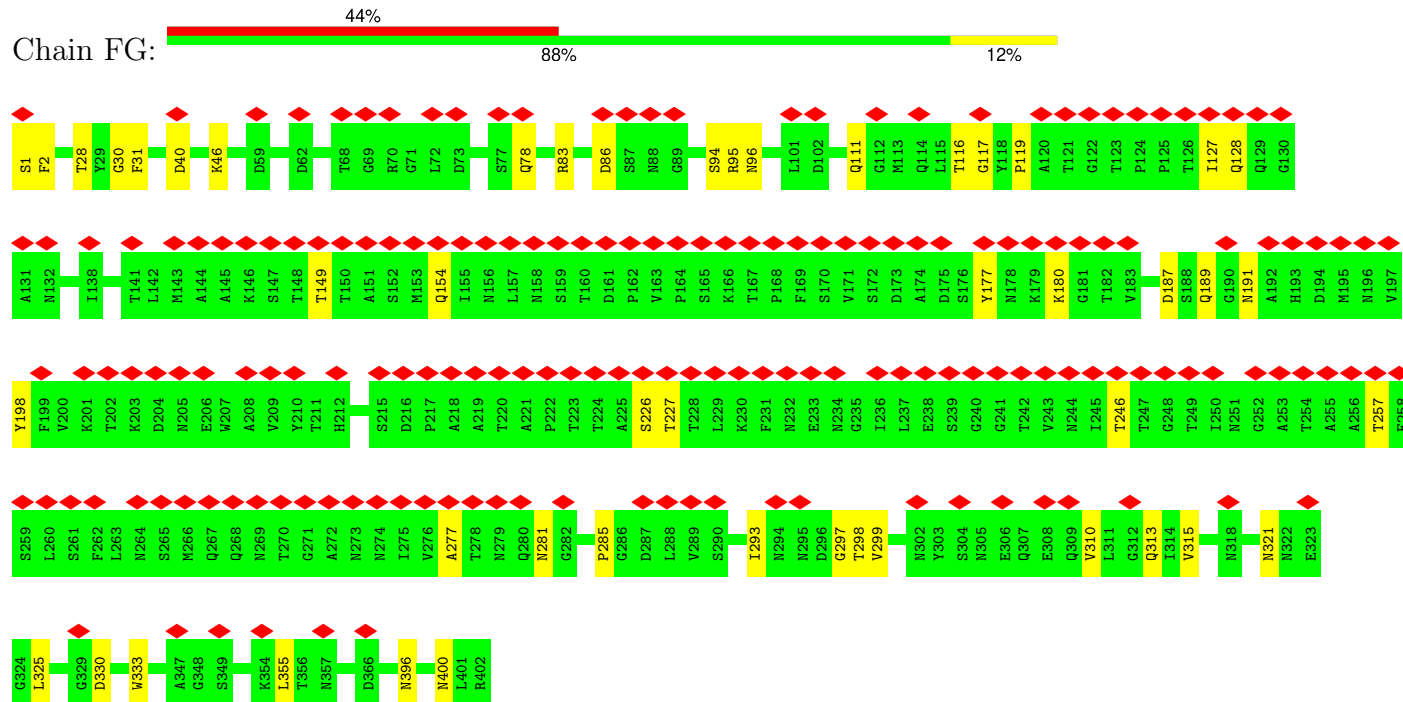 44%
Chain FG:
88% 12%
S1 F2 T28 Y29 G30 F31 D40 K46 D59 D62 T68 G69 R70 G71 L72 D73 S77 Q78 R83 D86 S87 N88 G89 S94 R95 N96 L101 D102 Q111 G112 M113 Q114 L115 T116 G117 Y118 P119 A120 T121 G122 T123 P124 P125 T126 I127 Q128 Q129 G130
A131 N132 I138 T141 L142 M143 A144 A145 K146 S147 T148 T149 T150 A151 S152 M153 Q154 I155 N156 L157 N158 S159 T160 D161 P162 V163 P164 S165 K166 T167 P168 F169 S170 V171 S172 D173 A174 D175 S176 Y177 N178 K179 K180 G181 T182 V183 D187 S188 Q189 G190 N191 A192 H193 D194 M195 N196 V197
Y198 F199 V200 K201 T202 K203 D204 N205 E206 W207 A208 V209 Y210 T211 H212 S215 D216 P217 A218 A219 T220 A221 P222 T223 T224 A225 S226 T227 T228 L229 K230 F231 N232 E233 N234 G235 I236 L237 E238 S239 G240 G241 T242 V243 N244 I245 T246 T247 G248 T249 I250 N251 G252 A253 T254 A255 A256 T257 F258
S259 L260 S261 F262 L263 N264 S265 M266 Q267 Q268 N269 T270 G271 A272 N273 N274 I275 V276 A277 T278 N279 Q280 N281 G282 P285 G286 D287 L288 V289 S290 I293 N294 N295 D296 G297 T298 V299 N302 Y303 S304 N305 E306 Q307 E308 Q309 V310 L311 G312 Q313 I314 V315 N318 N321 N322 E323
G324 L325 G329 D330 W333 A347 G348 S349 K354 L355 T356 N357 D366 N396 N400 L401 R402